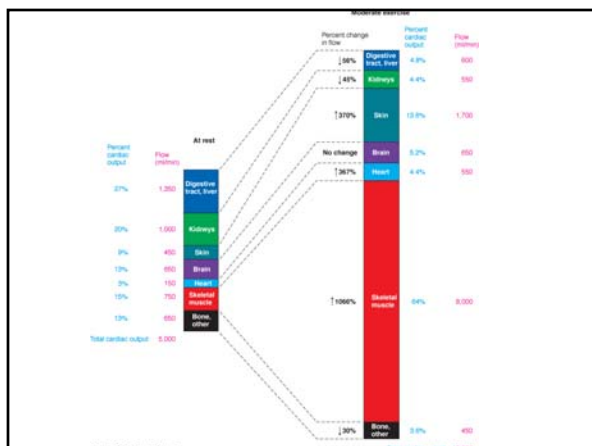 Moderate exercise
Percent change in flow
Percent cardiac output
Flow (ml/min)
↓56% Digestive tract, liver 4.8% 600
↓45% Kidneys 4.4% 550
↑370% Skin 13.6% 1,700
No change Brain 5.2% 650
↑367% Heart 4.4% 550
↑1066% Skeletal muscle 64% 8,000
↓30% Bone, other 3.6% 450
At rest
Percent cardiac output
Flow (ml/min)
27% 1,350 Digestive tract, liver
20% 1,000 Kidneys
9% 450 Skin
13% 650 Brain
3% 150 Heart
15% 750 Skeletal muscle
13% 650 Bone, other
Total cardiac output 5,000